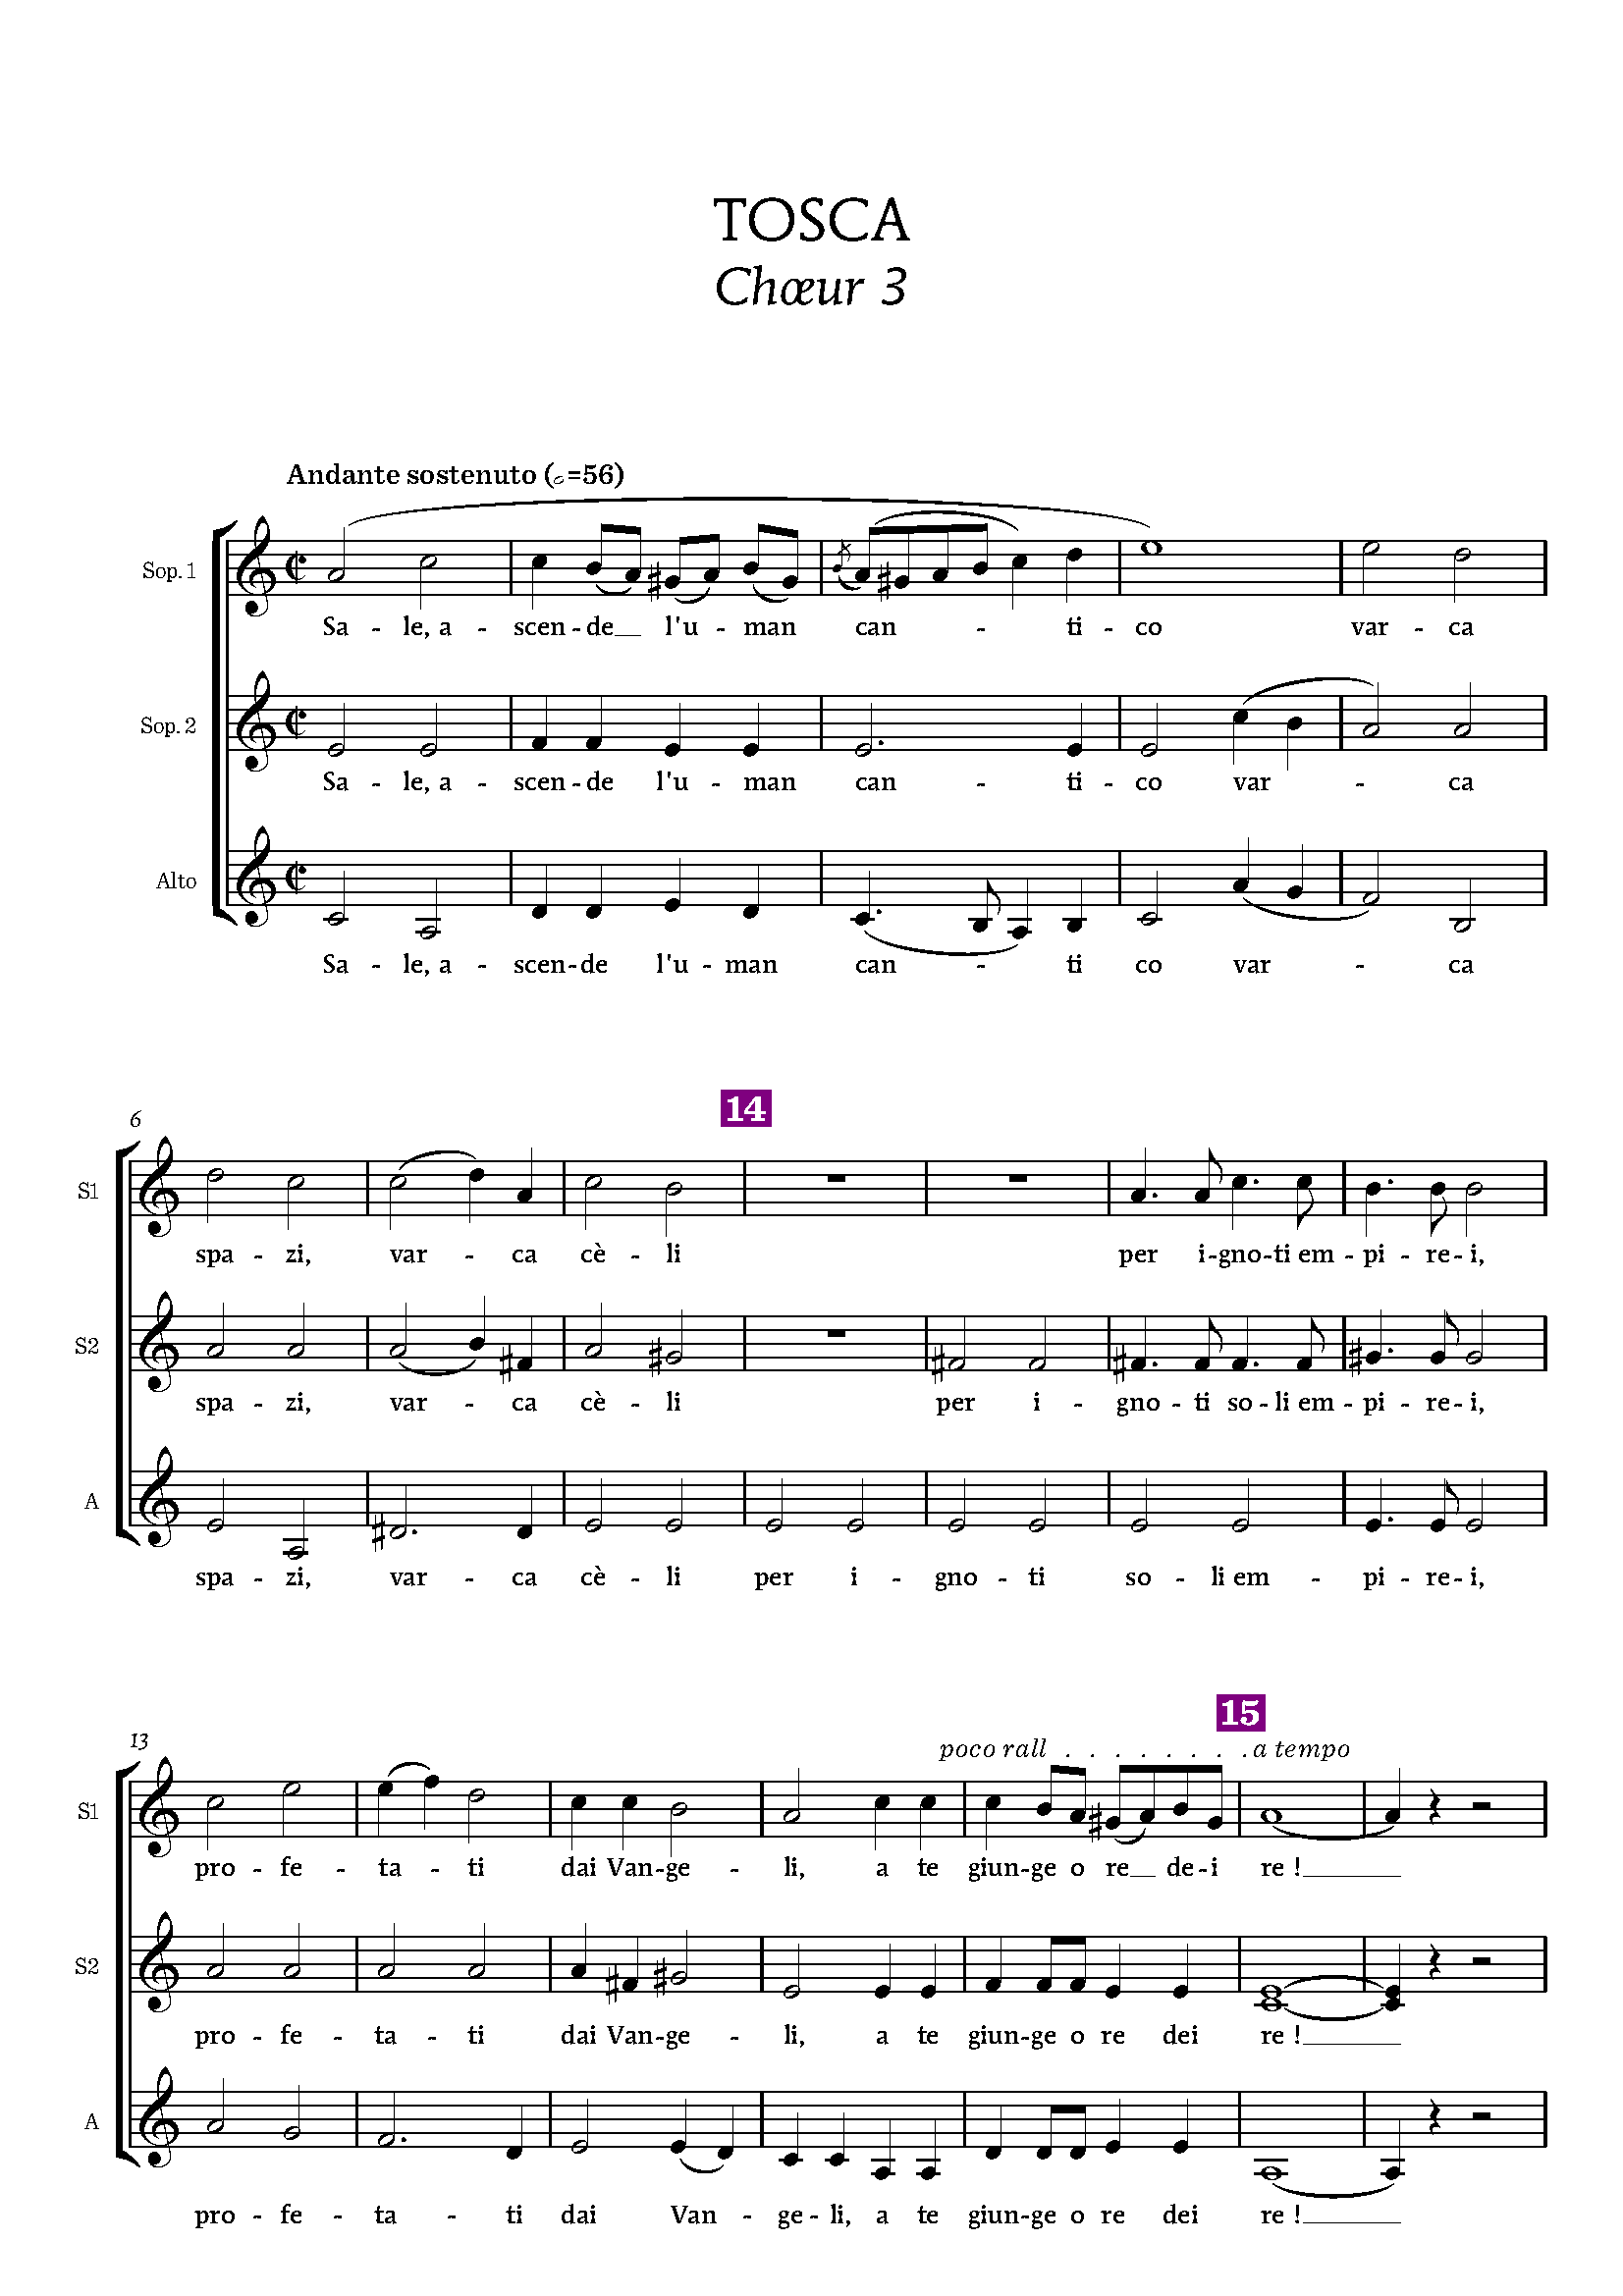 TOSCA
Chœur 3
Andante sostenuto (𝅗𝅥=56)
Sop. 1
Sa - le, a - scen - de l'u - man can - ti - co var - ca
Sop. 2
Sa - le, a - scen - de l'u - man can - ti - co var - ca
Alto
Sa - le, a - scen - de l'u - man can - ti co var - ca
14
6
S1
spa - zi, var - ca cè - li per i - gno - ti em - pi - re - i,
S2
spa - zi, var - ca cè - li per i - gno - ti so - li em - pi - re - i,
A
spa - zi, var - ca cè - li per i - gno - ti so - li em - pi - re - i,
15
13
poco rall . . . . . . . . a tempo
S1
pro - fe - ta - ti dai Van - ge - li, a te giun - ge o re de - i re !
S2
pro - fe - ta - ti dai Van - ge - li, a te giun - ge o re dei re !
A
pro - fe - ta - ti dai Van - ge - li, a te giun - ge o re dei re !